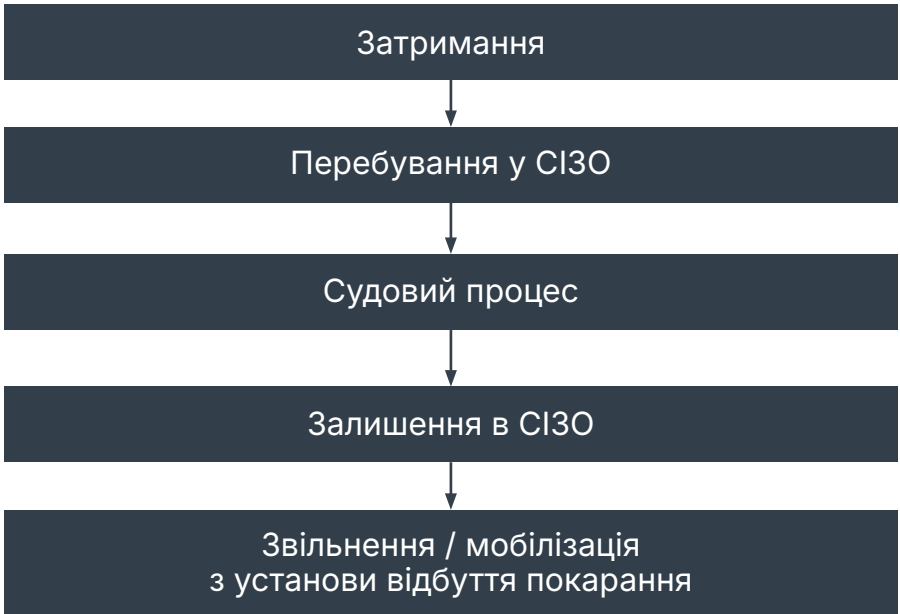 Затримання
Перебування у СІЗО
Судовий процес
Залишення в СІЗО
Звільнення / мобілізація
з установи відбуття покарання